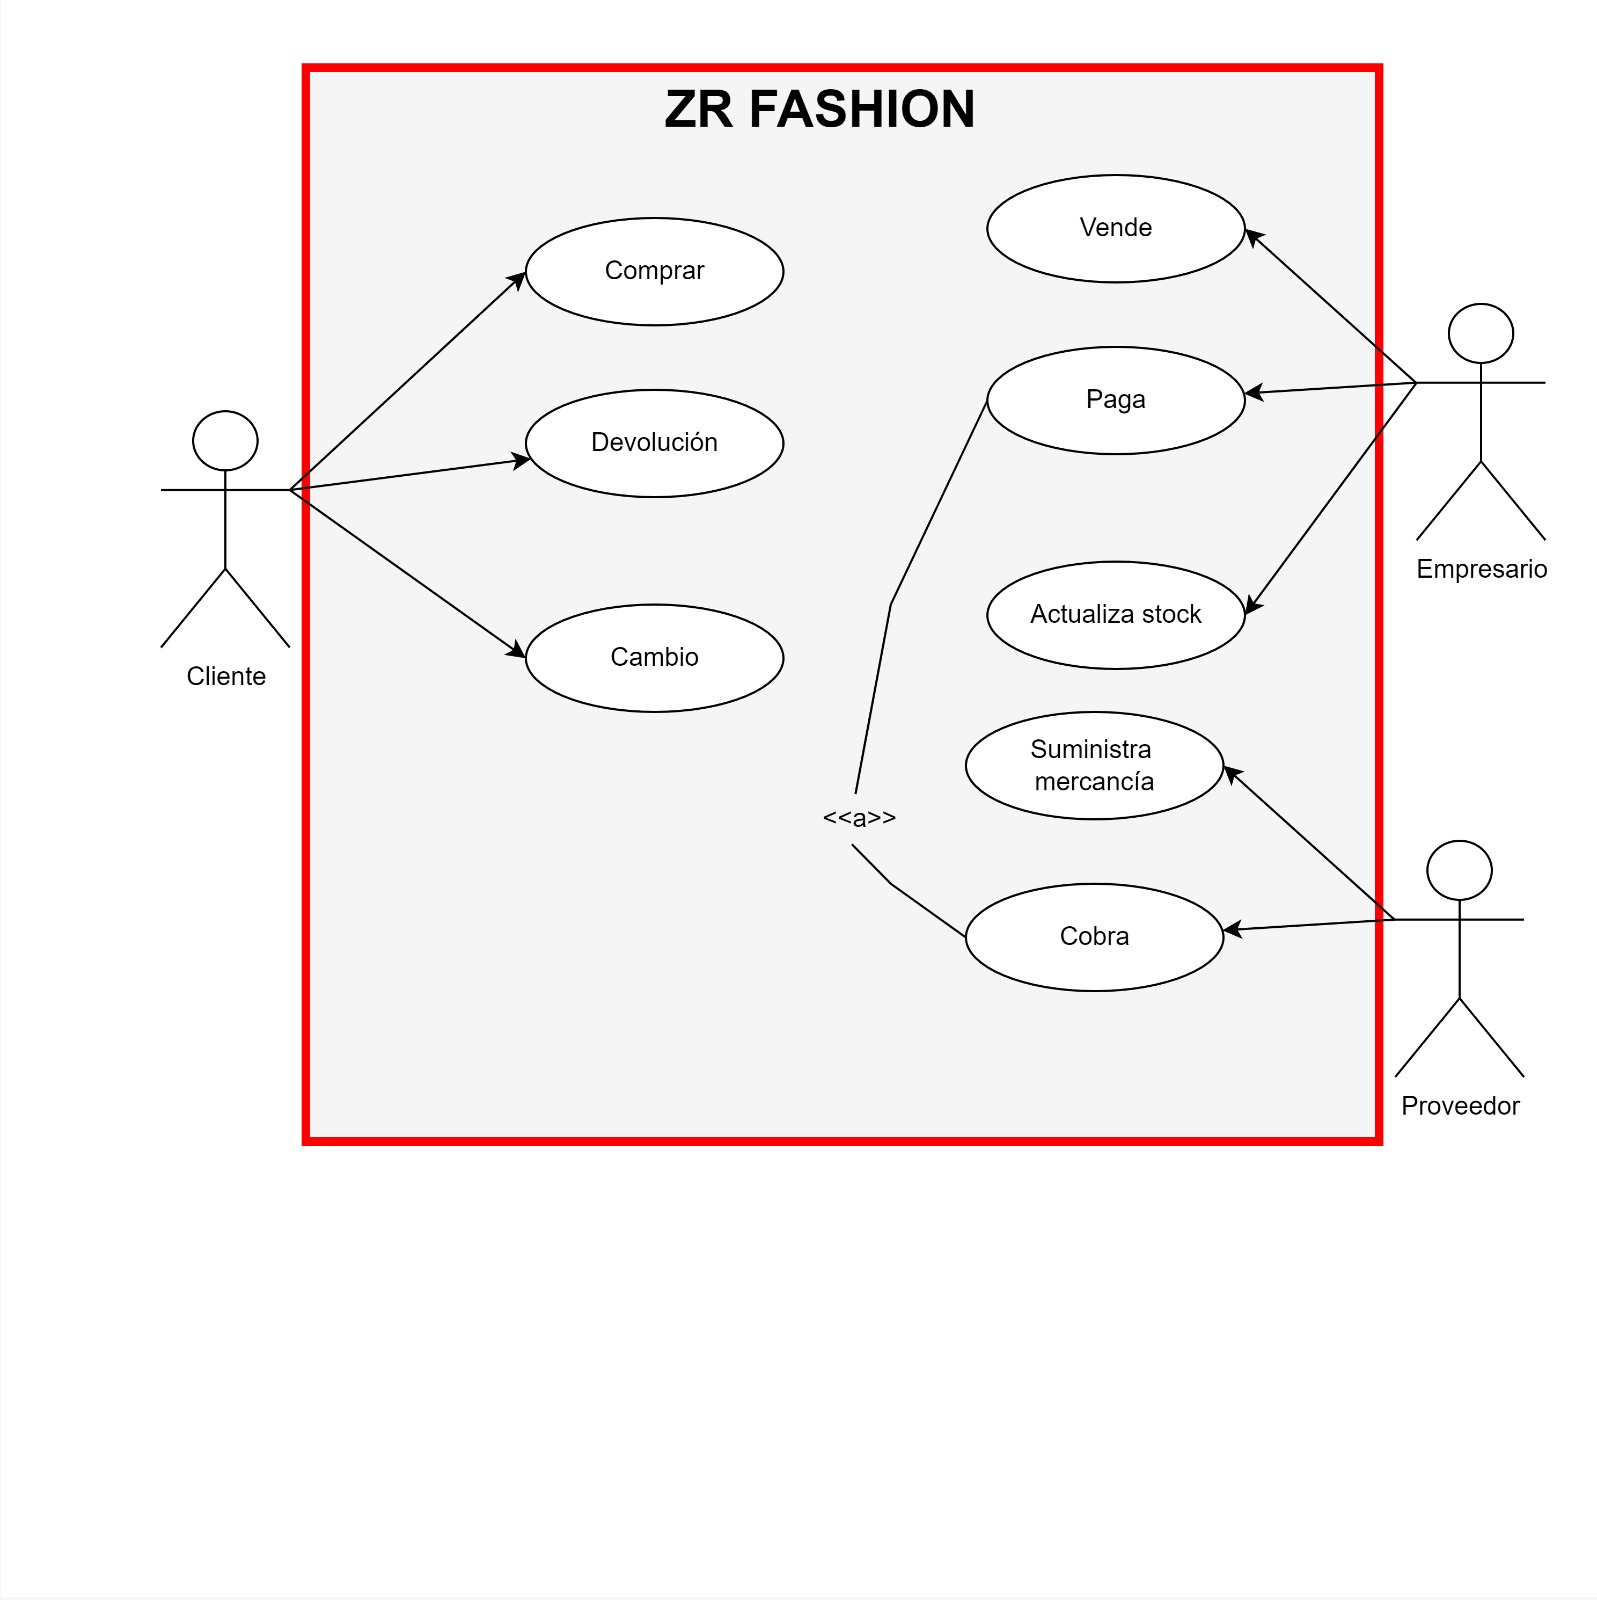 ZR FASHION
Comprar
Devolución
Cambio
Cliente
Vende
Paga
Actualiza stock
Suministra
mercancía
<<a>>
Cobra
Empresario
Proveedor